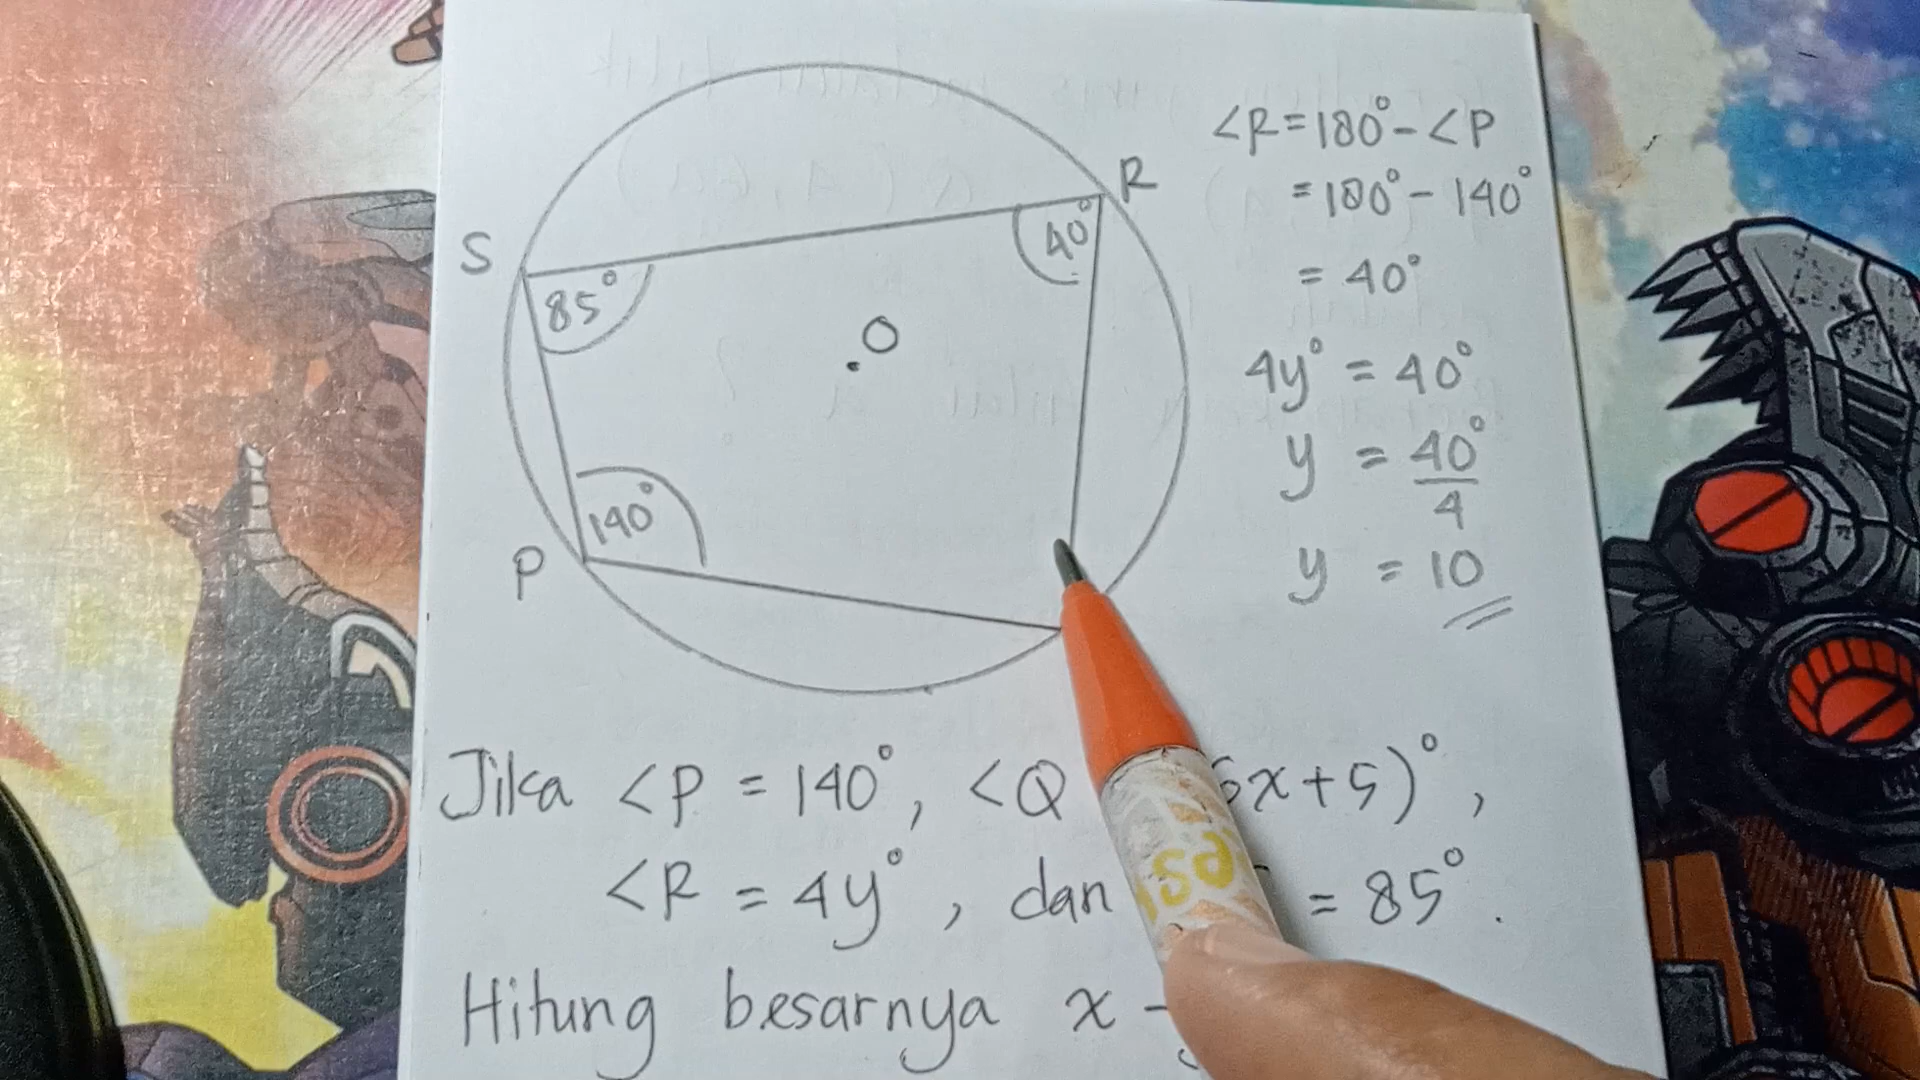 S
R
85°
40°
.O
140°
P
<R = 180° - <P
= 180° - 140°
= 40°
4y° = 40°
y = 40°
4
y = 10
Jika <P = 140°, <Q x+5)°,
<R = 4y°, dan = 85°.
Hitung besarnya x